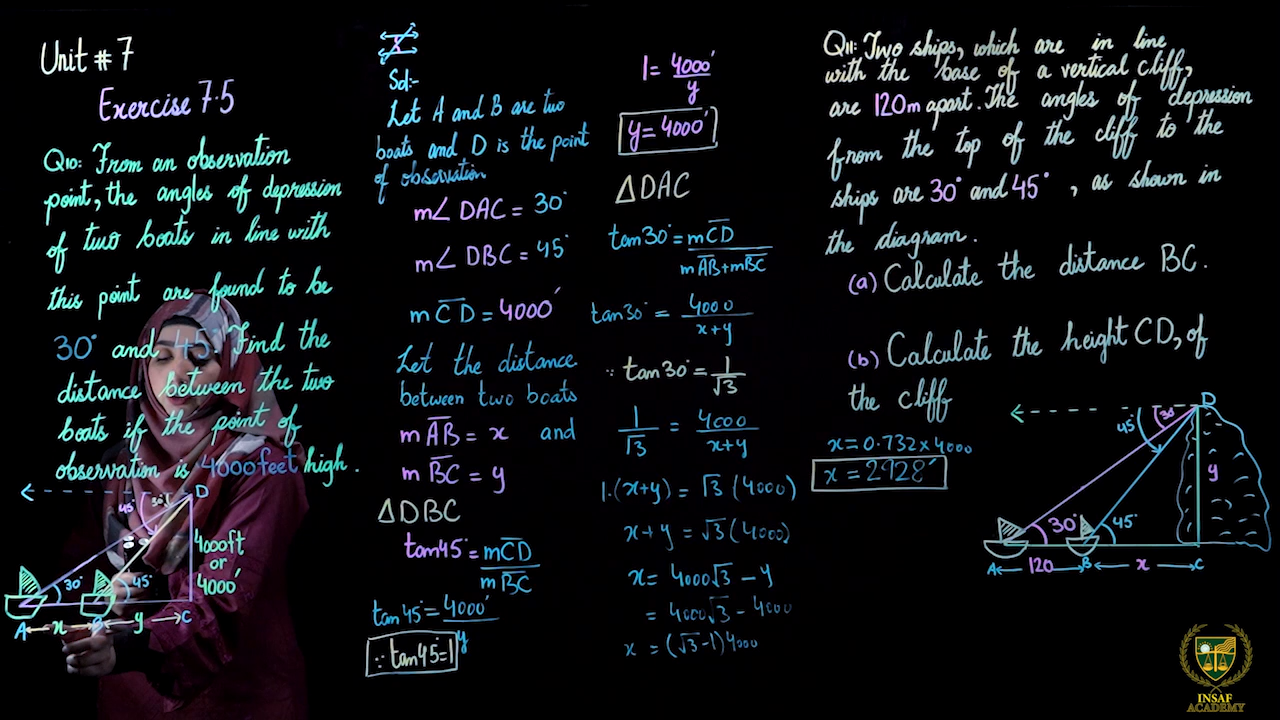 Unit # 7
Exercise 7.5
Q10: From an observation
point, the angles of depression
of two boats in line with
this point are found to be
30° and 45°. Find the
distance between the two
boats if the point of
observation is 4000 feet high.
D
45°
30°
4000 ft
or
4000'
30°
45°
A
x
B
y
C
Sol:-
Let A and B are two
boats and D is the point
of observation
m∠ DAC = 30°
m∠ DBC = 45°
mCD = 4000'
Let the distance
between two boats
mAB = x and
mBC = y
△DBC
tan45° = mCD / mBC
tan45° = 4000' / y
∵ tan45° = 1
1 = 4000' / y
y = 4000'
△DAC
tan30° = mCD / mAB + mBC
tan30° = 4000 / x+y
∵ tan30° = 1 / √3
1 / √3 = 4000 / x+y
1.(x+y) = √3 (4000)
x+y = √3 (4000)
x = 4000√3 - y
= 4000√3 - 4000
x = (√3 - 1) 4000
Q11: Two ships, which are in line
with the base of a vertical cliff,
are 120m apart. The angles of depression
from the top of the cliff to the
ships are 30° and 45°, as shown in
the diagram.
(a) Calculate the distance BC.
(b) Calculate the height CD, of
the cliff
x = 0.732 x 4000
x = 2928'
D
45°
30°
y
30°
45°
A
120
B
x
C
INSAF
ACADEMY